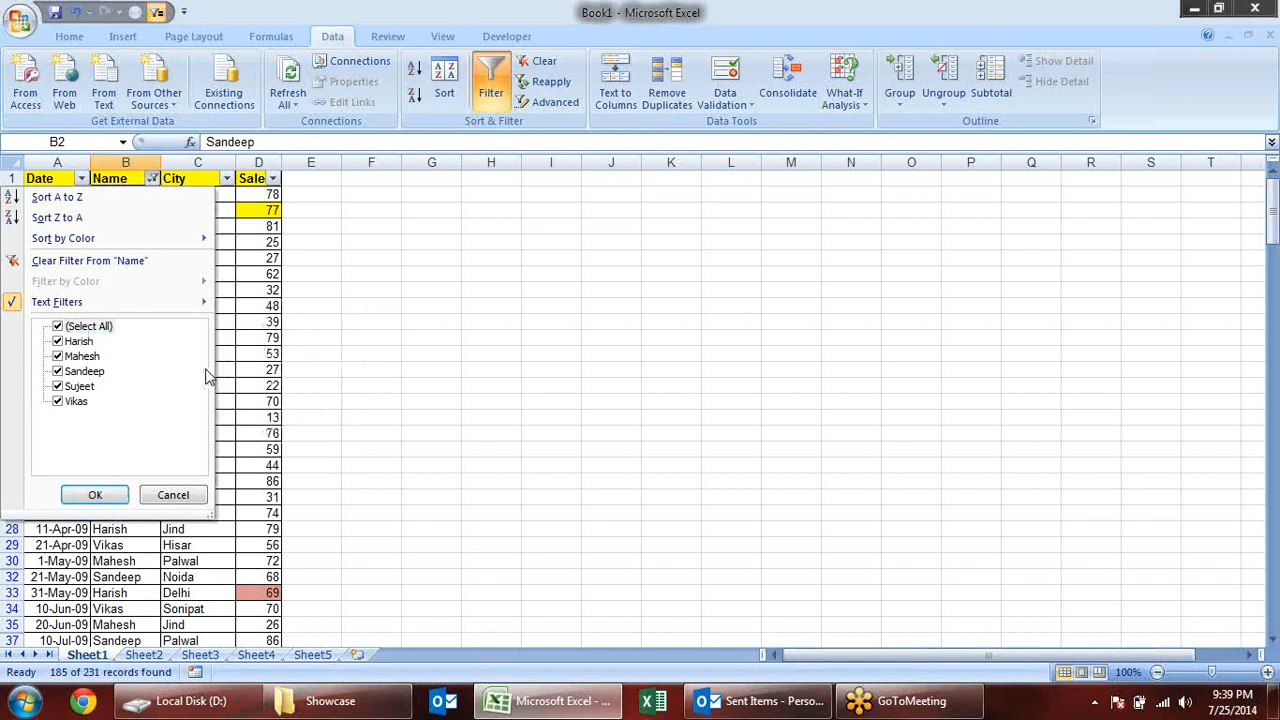 Book1 - Microsoft Excel
Home Insert Page Layout Formulas Data Review View Developer
From Access
From Web
From Text
From Other Sources
Existing Connections
Get External Data
Refresh All
Connections
Properties
Edit Links
Connections
Sort
Filter
Clear
Reapply
Advanced
Sort & Filter
Text to Columns
Remove Duplicates
Data Validation
Consolidate
What-If Analysis
Data Tools
Group
Ungroup
Subtotal
Show Detail
Hide Detail
Outline
B2 fx Sandeep
A B C D E F G H I J K L M N O P Q R S T
1 Date Name City Sale
Sort A to Z
Sort Z to A
Sort by Color
Clear Filter From "Name"
Filter by Color
Text Filters
(Select All)
Harish
Mahesh
Sandeep
Sujeet
Vikas
OK Cancel
78
77
81
25
27
62
32
48
39
79
53
27
22
70
13
76
59
44
86
31
74
28 11-Apr-09 Harish Jind 79
29 21-Apr-09 Vikas Hisar 56
30 1-May-09 Mahesh Palwal 72
32 21-May-09 Sandeep Noida 68
33 31-May-09 Harish Delhi 69
34 10-Jun-09 Vikas Sonipat 70
35 20-Jun-09 Mahesh Jind 26
37 10-Jul-09 Sandeep Palwal 86
Sheet1 Sheet2 Sheet3 Sheet4 Sheet5
Ready 185 of 231 records found 100%
Local Disk (D:) Showcase Microsoft Excel - ... Sent Items - Perso... GoToMeeting
9:39 PM
7/25/2014